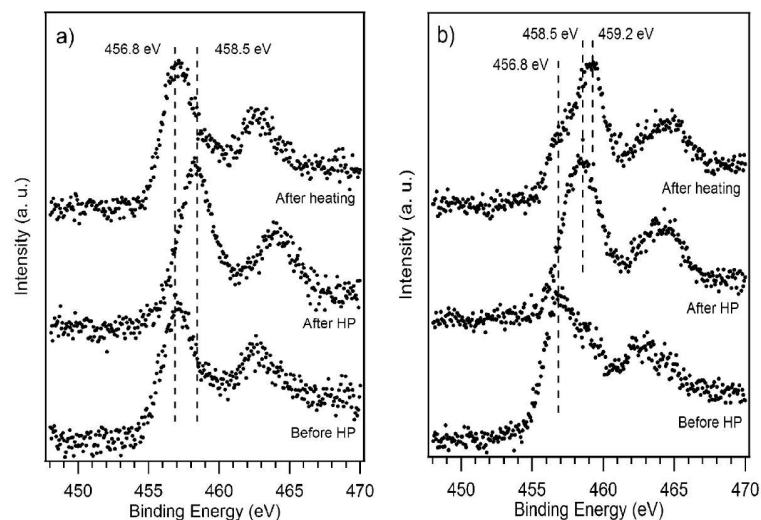 a)
456.8 eV
458.5 eV
After heating
After HP
Before HP
Intensity (a. u.)
450
455
460
465
470
Binding Energy (eV)
b)
458.5 eV
459.2 eV
456.8 eV
After heating
After HP
Before HP
Intensity (a. u.)
450
455
460
465
470
Binding Energy (eV)